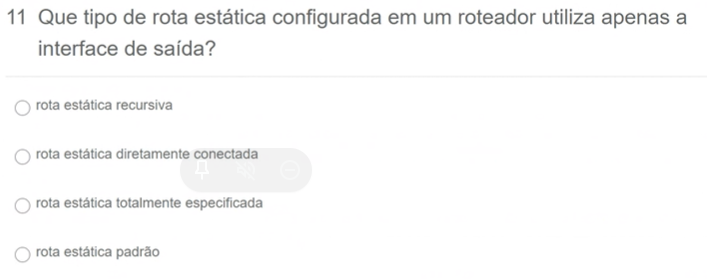 11 Que tipo de rota estática configurada em um roteador utiliza apenas a
interface de saída?
rota estática recursiva
rota estática diretamente conectada
rota estática totalmente especificada
rota estática padrão